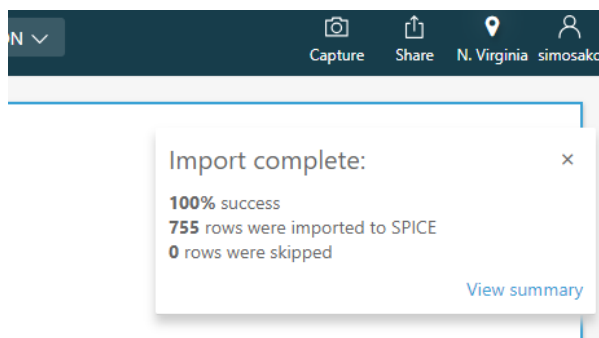 ON
Capture Share N. Virginia simosako
Import complete:
100% success
755 rows were imported to SPICE
0 rows were skipped
View summary